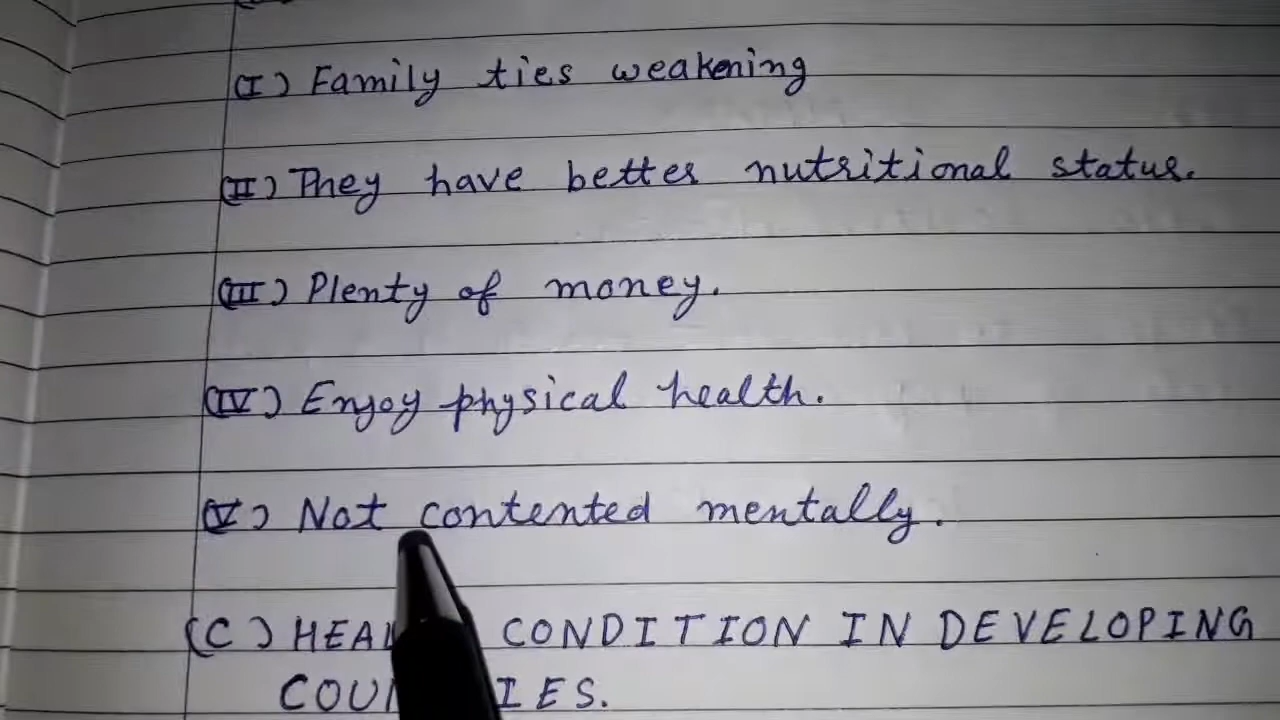 (I) Family ties weakening
(II) They have better nutritional status.
(III) Plenty of money.
(IV) Enjoy physical health.
(V) Not contented mentally.
(C) CONDITION IN DEVELOPING